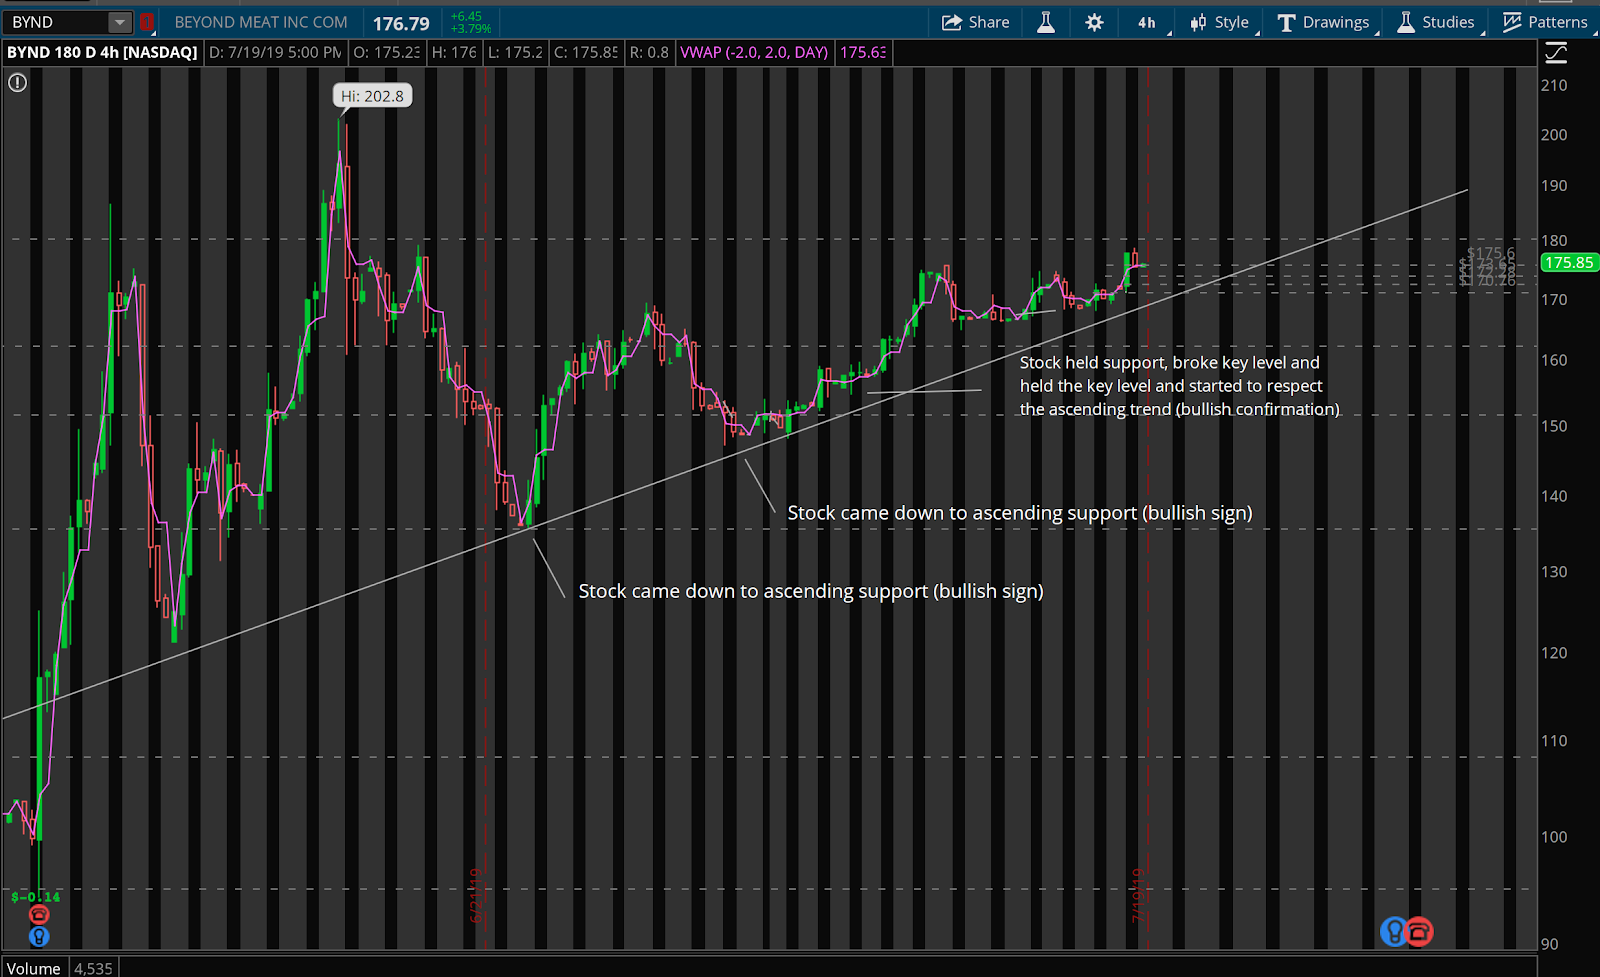 BYND
BEYOND MEAT INC COM
176.79
+6.45
+3.79%
Share
4h
Style
Drawings
Studies
Patterns
BYND 180 D 4h [NASDAQ]
D: 7/19/19 5:00 PM
O: 175.23
H: 176
L: 175.2
C: 175.85
R: 0.8
VWAP (-2.0, 2.0, DAY)
175.63
Hi: 202.8
210
200
190
180
$175.6
175.85
$170.76
170
160
Stock held support, broke key level and
held the key level and started to respect
the ascending trend (bullish confirmation)
150
140
Stock came down to ascending support (bullish sign)
130
Stock came down to ascending support (bullish sign)
120
110
100
90
$-0.14
6/21/19
7/19/19
Volume
4,535